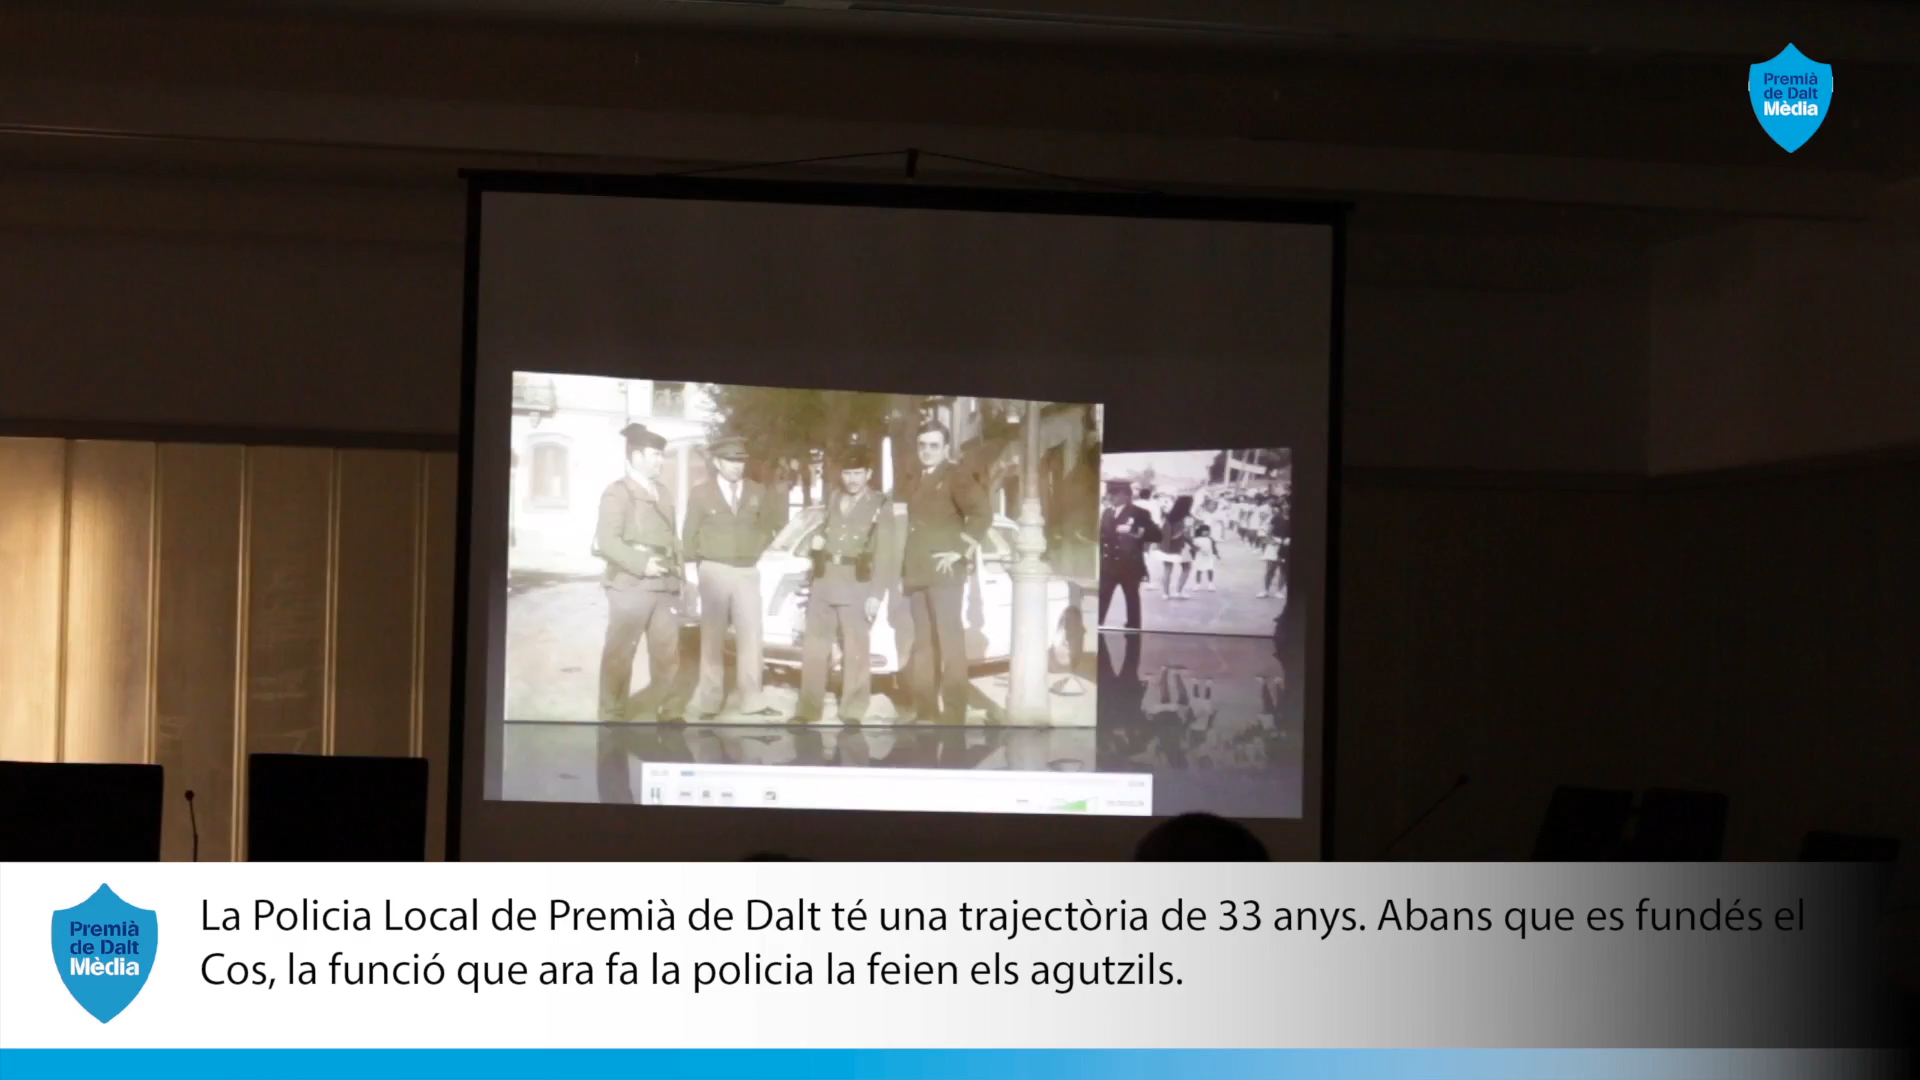 Premià
de Dalt
Mèdia
Premià
de Dalt
Mèdia
La Policia Local de Premià de Dalt té una trajectòria de 33 anys. Abans que es fundés el
Cos, la funció que ara fa la policia la feien els agutzils.